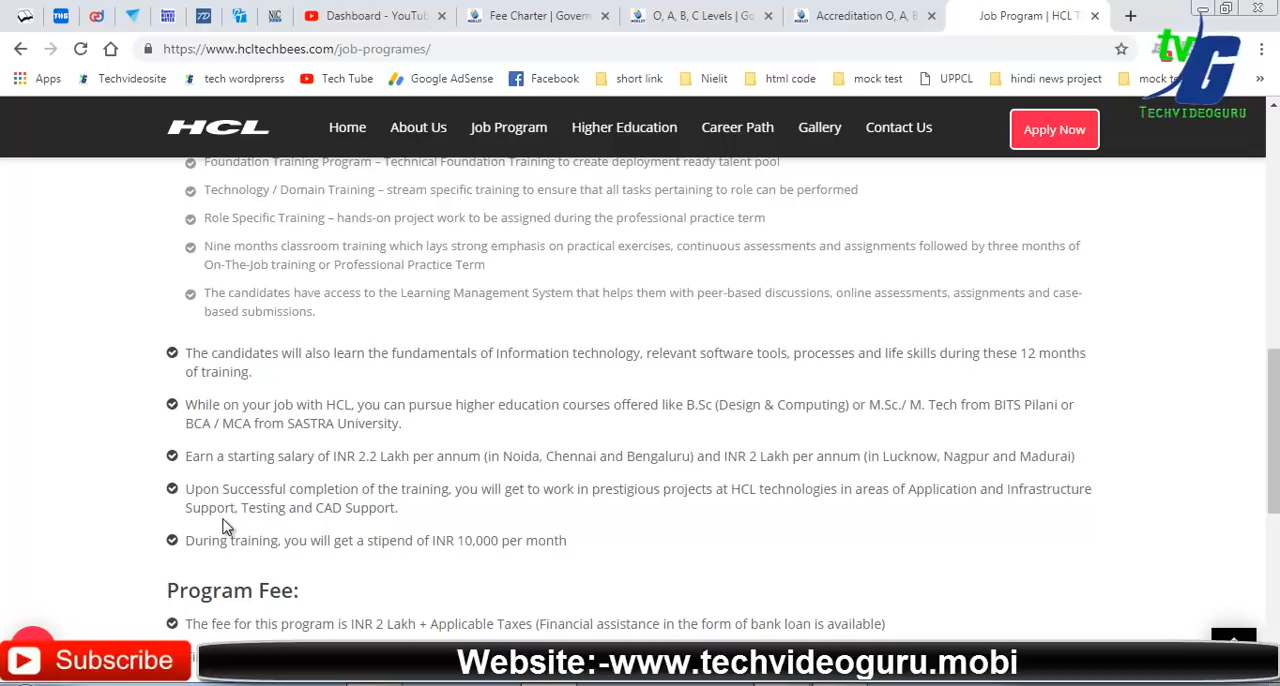 Dashboard - YouTu
Fee Charter | Govern
O, A, B, C Levels | Go
Accreditation O, A, B
Job Program | HCL T
https://www.hcltechbees.com/job-programes/
Apps
Techvideosite
tech wordprerss
Tech Tube
Google AdSense
Facebook
short link
Nielit
html code
mock test
UPPCL
hindi news project
mock te
tvG
TECHVIDEOGURU
HCL
Home
About Us
Job Program
Higher Education
Career Path
Gallery
Contact Us
Apply Now
Foundation Training Program – Technical Foundation Training to create deployment ready talent pool
Technology / Domain Training – stream specific training to ensure that all tasks pertaining to role can be performed
Role Specific Training – hands-on project work to be assigned during the professional practice term
Nine months classroom training which lays strong emphasis on practical exercises, continuous assessments and assignments followed by three months of
On-The-Job training or Professional Practice Term
The candidates have access to the Learning Management System that helps them with peer-based discussions, online assessments, assignments and case-
based submissions.
The candidates will also learn the fundamentals of Information technology, relevant software tools, processes and life skills during these 12 months
of training.
While on your job with HCL, you can pursue higher education courses offered like B.Sc (Design & Computing) or M.Sc./ M. Tech from BITS Pilani or
BCA / MCA from SASTRA University.
Earn a starting salary of INR 2.2 Lakh per annum (in Noida, Chennai and Bengaluru) and INR 2 Lakh per annum (in Lucknow, Nagpur and Madurai)
Upon Successful completion of the training, you will get to work in prestigious projects at HCL technologies in areas of Application and Infrastructure
Support, Testing and CAD Support.
During training, you will get a stipend of INR 10,000 per month
Program Fee:
The fee for this program is INR 2 Lakh + Applicable Taxes (Financial assistance in the form of bank loan is available)
Subscribe
Website:-www.techvideoguru.mobi